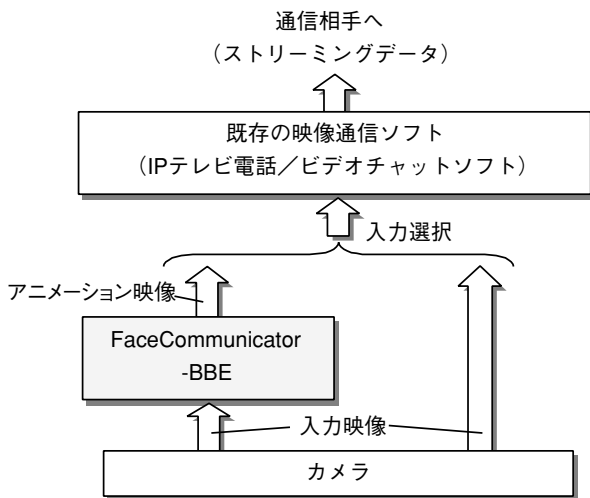 通信相手へ
（ストリーミングデータ）
既存の映像通信ソフト
（IPテレビ電話／ビデオチャットソフト）
入力選択
アニメーション映像
FaceCommunicator
-BBE
入力映像
カメラ